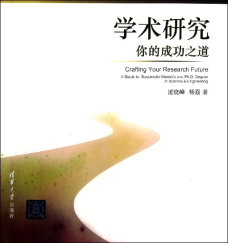 学术研究
你的成功之道
Crafting Your Research Future
A Guide to Successful Master's and Ph.D. Degrees
in Science & Engineering
凌晓峰 杨强 著
清华大学出版社